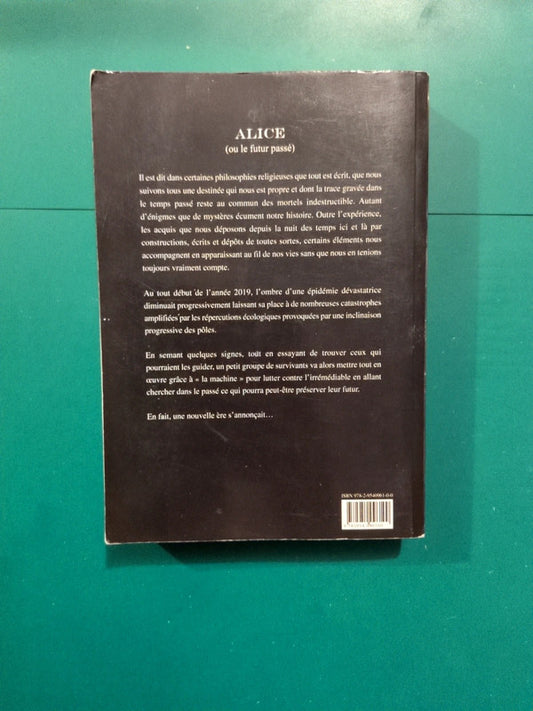 ALICE
(ou le futur passé)
Il est dit dans certaines philosophies religieuses que tout est écrit, que nous
suivons tous une destinée qui nous est propre et dont la trace gravée dans
le temps passé reste au commun des mortels indestructible. Autant
d'énigmes que de mystères écument notre histoire. Outre l'expérience,
les acquis que nous déposons depuis la nuit des temps ici et là par
constructions, écrits et dépôts de toutes sortes, certains éléments nous
accompagnent en apparaissant au fil de nos vies sans que nous en tenions
toujours vraiment compte.
Au tout début de l'année 2019, l'ombre d'une épidémie dévastatrice
diminuait progressivement laissant sa place à de nombreuses catastrophes
amplifiées par les répercutions écologiques provoquées par une inclinaison
progressive des pôles.
En semant quelques signes, tout en essayant de trouver ceux qui
pourraient les guider, un petit groupe de survivants va alors mettre tout en
œuvre grâce à « la machine » pour lutter contre l'irrémédiable en allant
chercher dans le passé ce qui pourra peut-être préserver leur futur.
En fait, une nouvelle ère s'annonçait…
ISBN 978-2-9546961-0-0